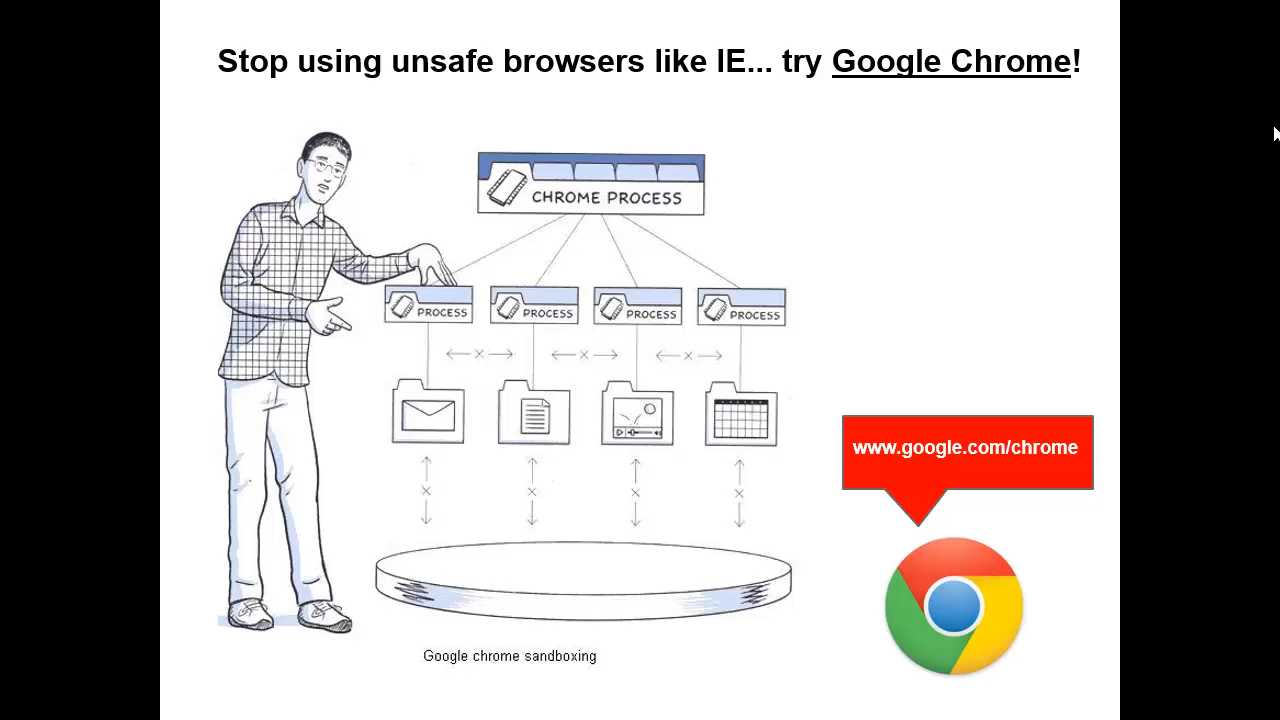 Stop using unsafe browsers like IE... try Google Chrome!
CHROME PROCESS
PROCESS
PROCESS
PROCESS
PROCESS
www.google.com/chrome
Google chrome sandboxing